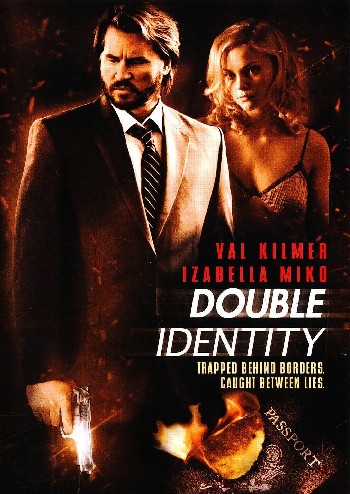 VAL KILMER
IZABELLA MIKO
DOUBLE
IDENTITY
TRAPPED BEHIND BORDERS.
CAUGHT BETWEEN LIES.
PASSPORT